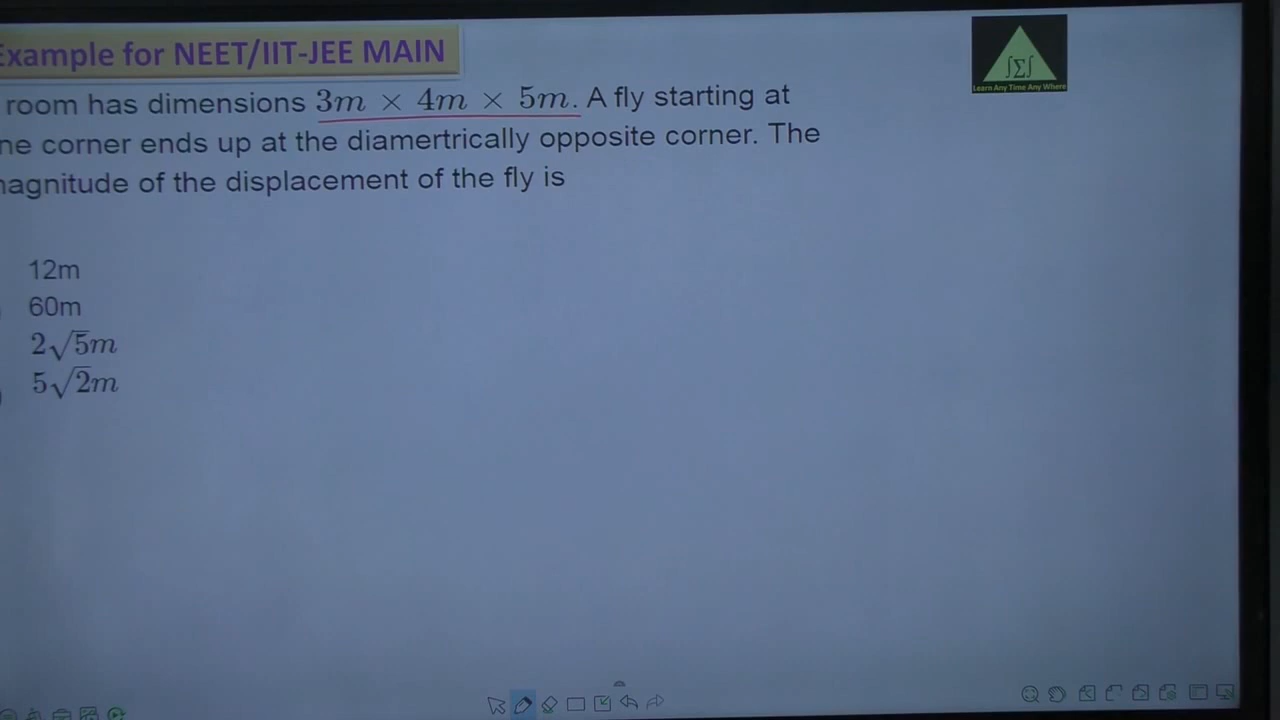 Example for NEET/IIT-JEE MAIN
room has dimensions 3m × 4m × 5m. A fly starting at
ne corner ends up at the diamertrically opposite corner. The
nagnitude of the displacement of the fly is
12m
60m
2√5m
5√2m
∫Σ∫
Learn Any Time Any Where